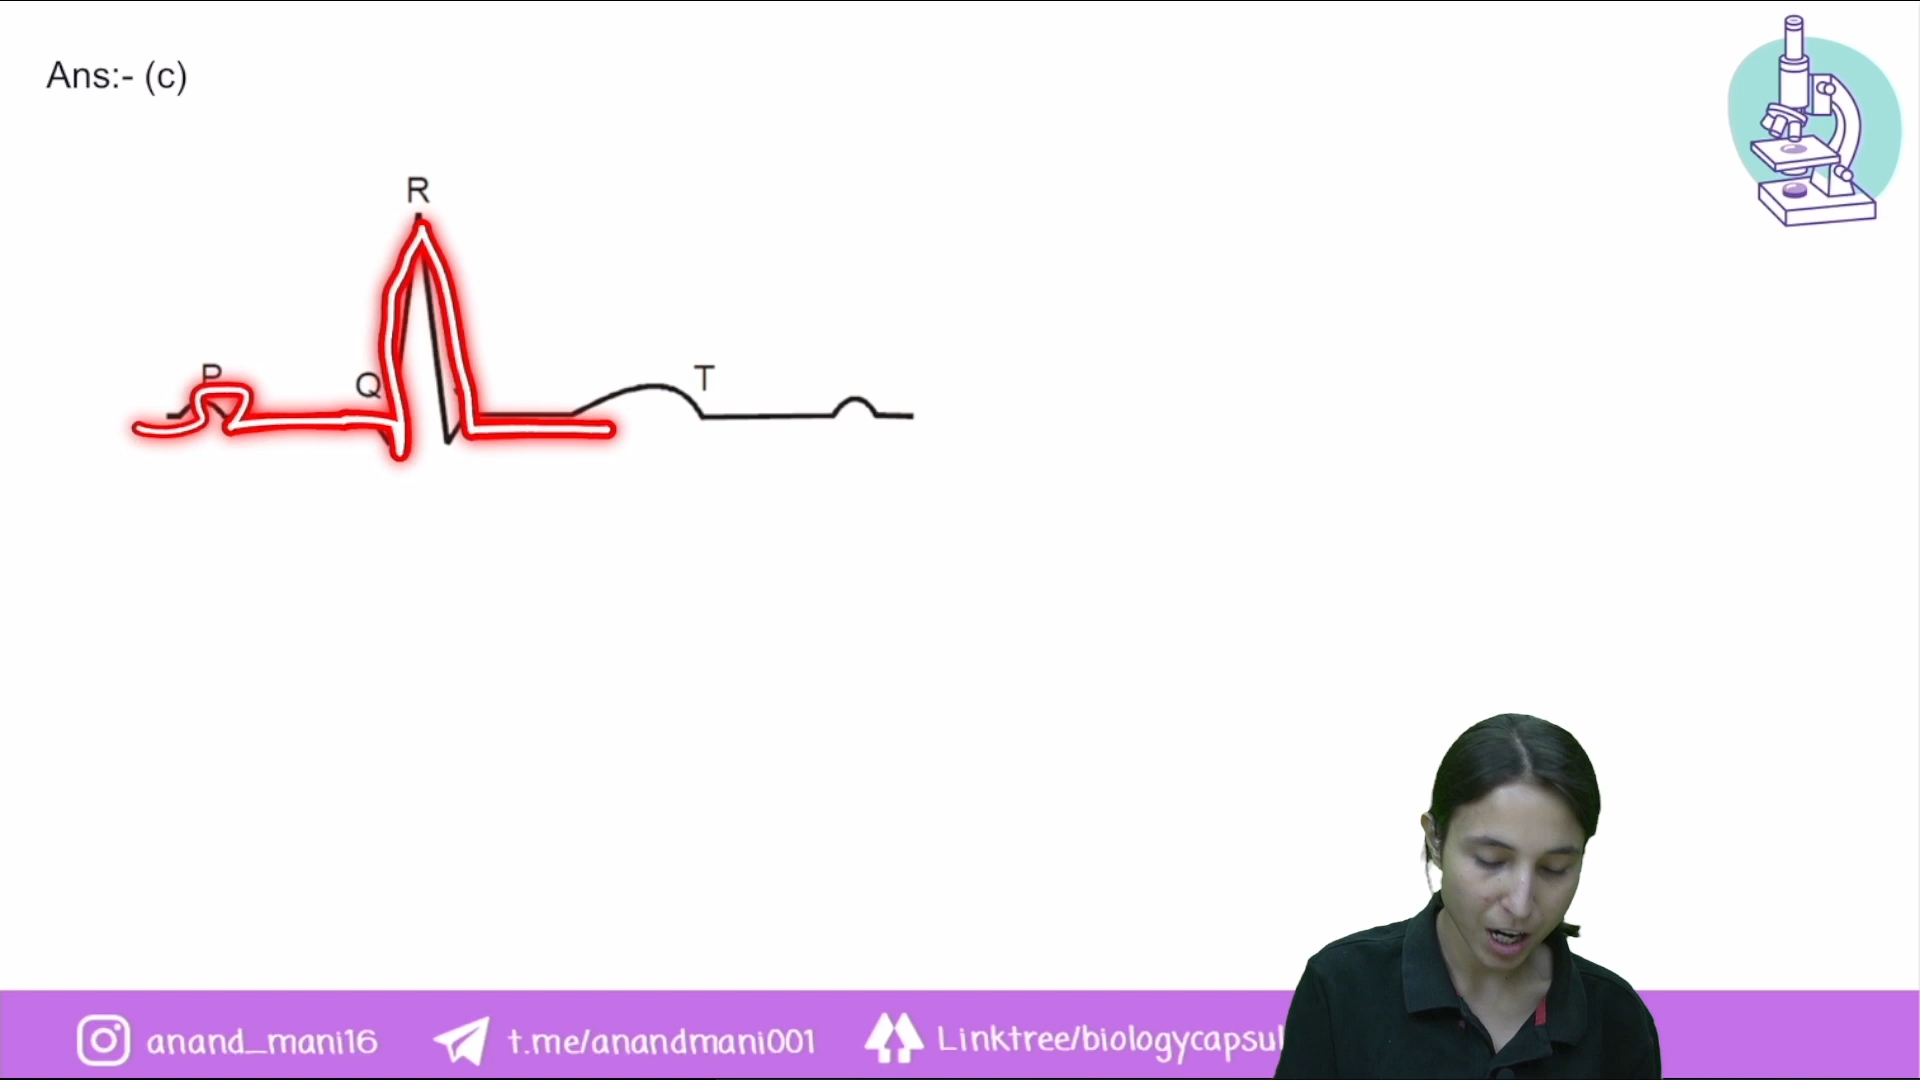 Ans:- (c)
R
P
Q
T
anand_mani16
t.me/anandmani001
Linktree/biologycapsul